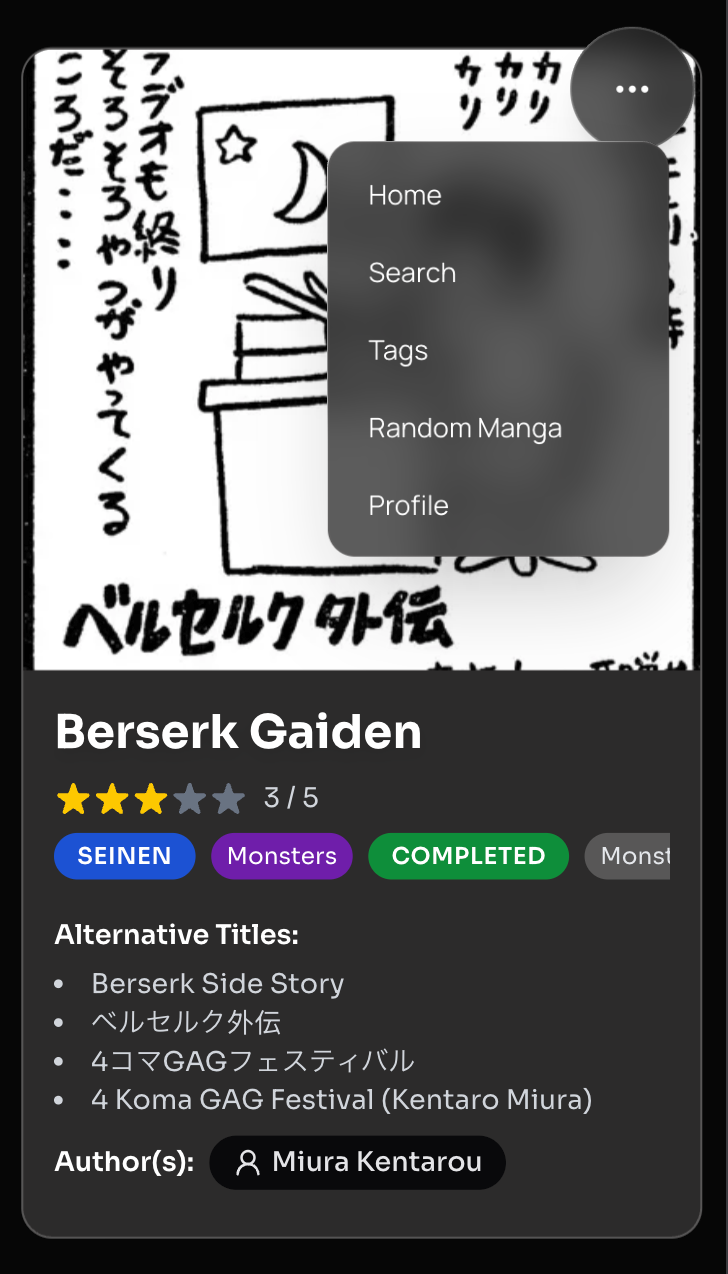 カリ
カリ
カリ
ラジオも終り
そろそろやつがやってくる
ころだ・・・・
ベルセルク外伝
Home
Search
Tags
Random Manga
Profile
Berserk Gaiden
3 / 5
SEINEN Monsters COMPLETED Monst
Alternative Titles:
• Berserk Side Story
• ベルセルク外伝
• 4コマGAGフェスティバル
• 4 Koma GAG Festival (Kentaro Miura)
Author(s): Miura Kentarou